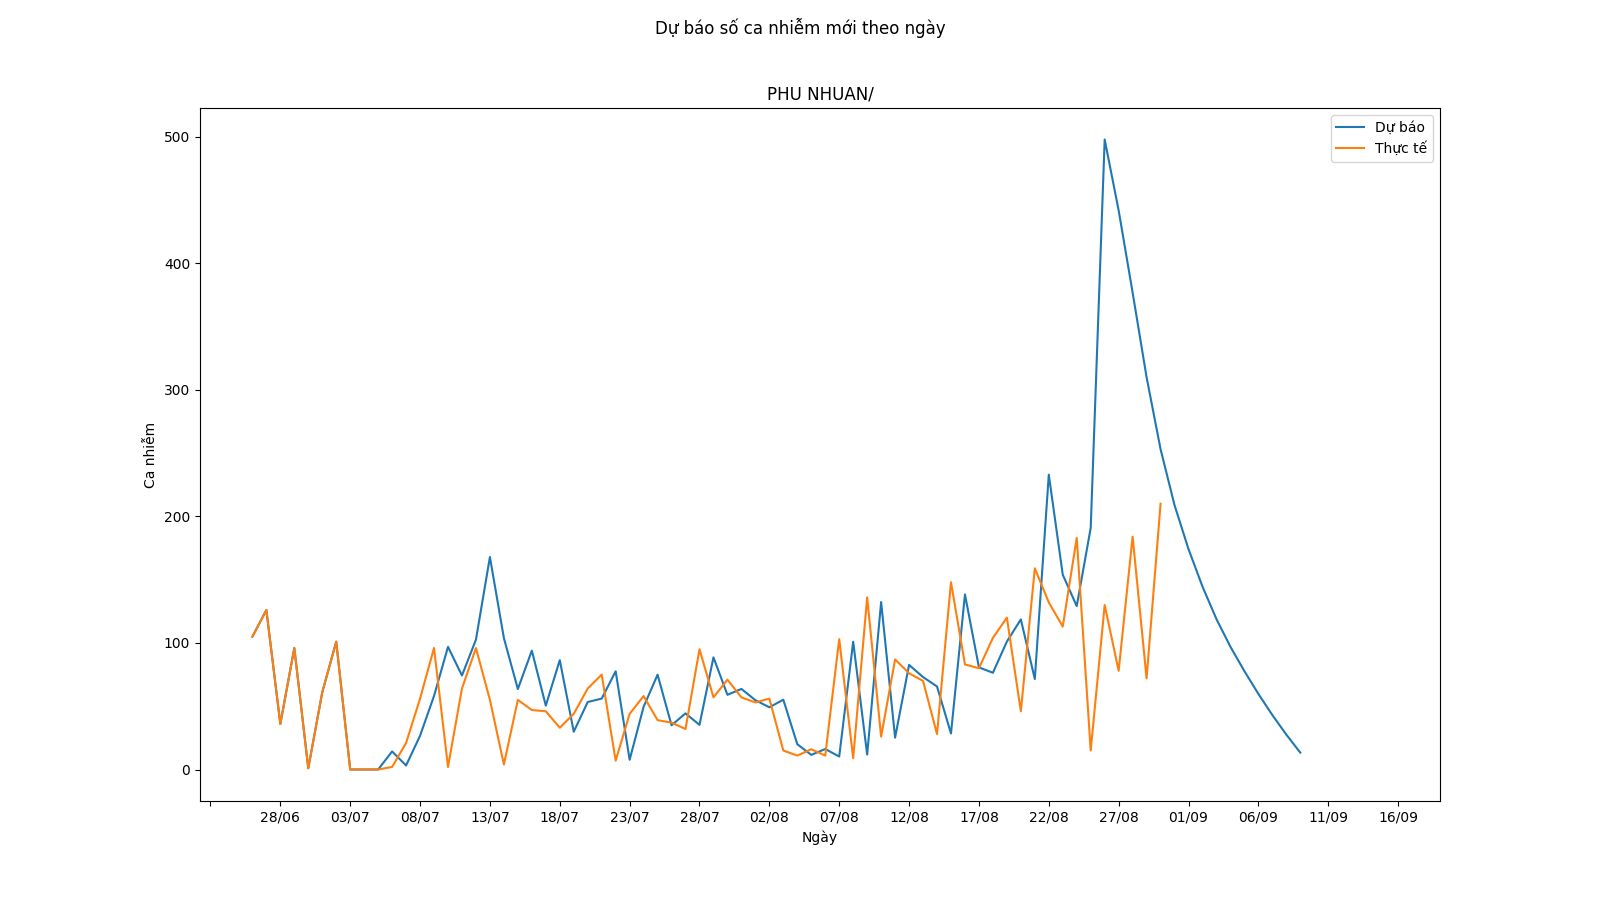 Dự báo số ca nhiễm mới theo ngày
PHU NHUAN/
Dự báo
Thực tế
500
400
300
200
100
0
Ca nhiễm
28/06 03/07 08/07 13/07 18/07 23/07 28/07 02/08 07/08 12/08 17/08 22/08 27/08 01/09 06/09 11/09 16/09
Ngày